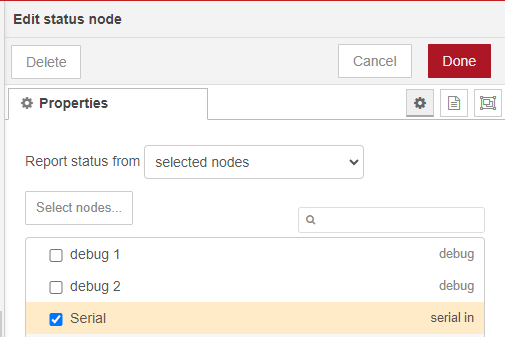 Edit status node
Delete
Cancel
Done
Properties
Report status from selected nodes
Select nodes...
debug 1 debug
debug 2 debug
Serial serial in